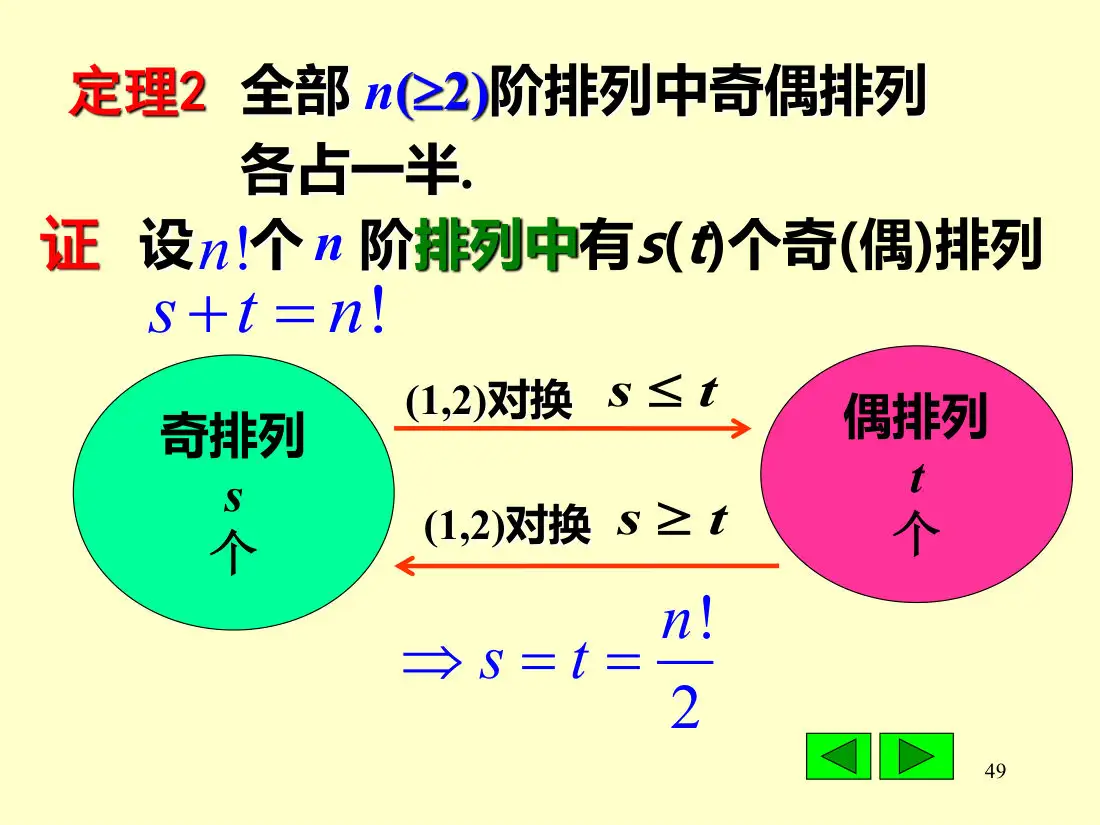 定理2 全部 n(≥2)阶排列中奇偶排列
各占一半.
证 设n!个 n 阶排列中有s(t)个奇(偶)排列
s + t = n!
(1,2)对换 s ≤ t
奇排列
s
个
偶排列
t
个
(1,2)对换 s ≥ t
⇒ s = t = n!/2
49